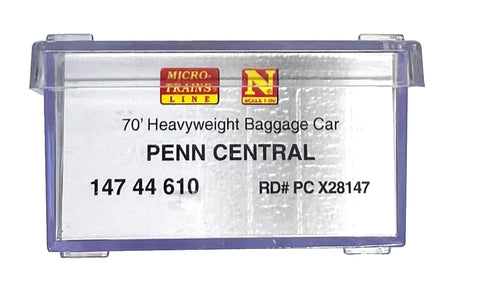 MICRO-
TRAINS®
LINE
N
SCALE 1:160
70' Heavyweight Baggage Car
PENN CENTRAL
147 44 610 RD# PC X28147